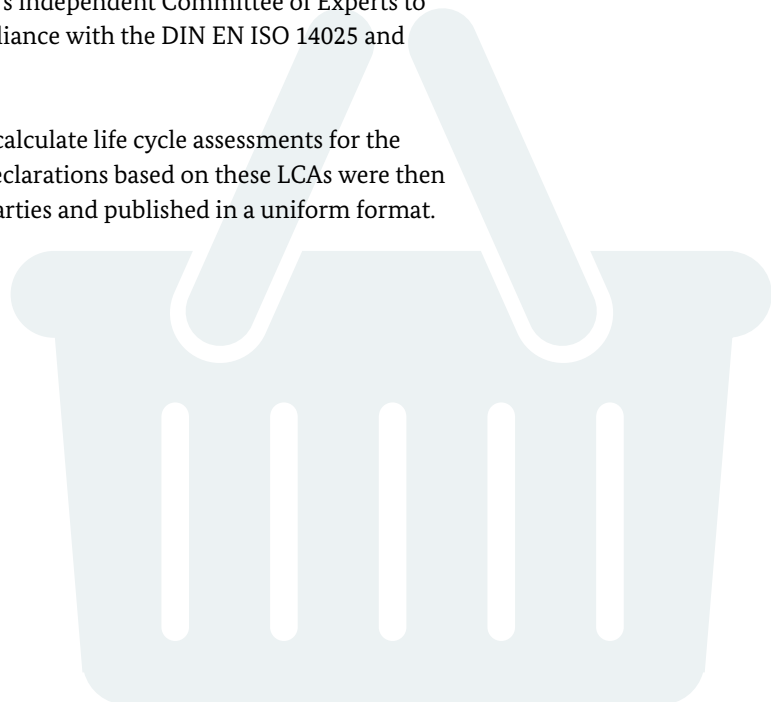 's Independent Committee of Experts to
liance with the DIN EN ISO 14025 and
calculate life cycle assessments for the
eclarations based on these LCAs were then
arties and published in a uniform format.